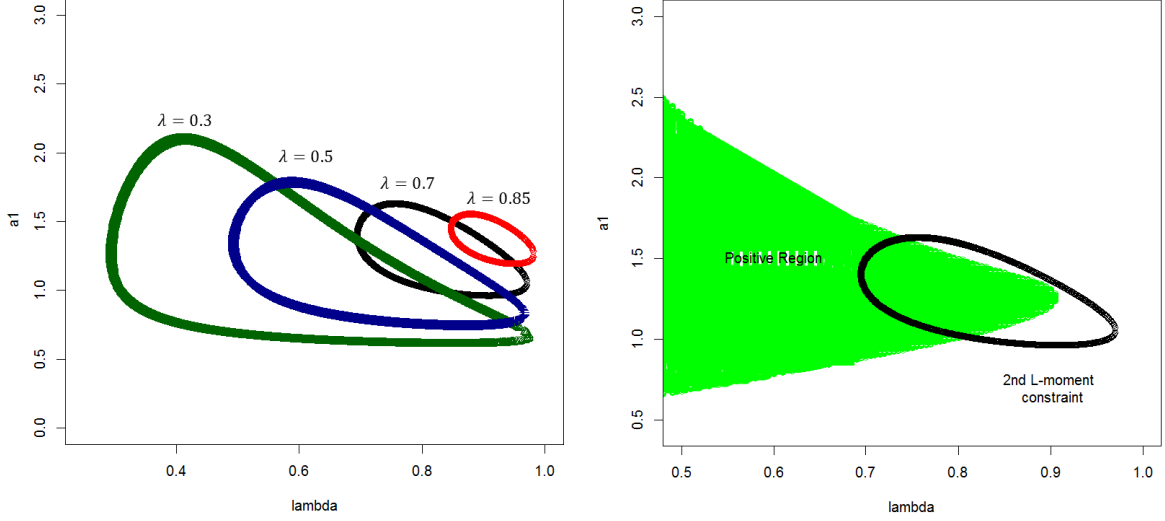 3.0
2.5
2.0
1.5
1.0
0.5
0.0
a1
λ = 0.3
λ = 0.5
λ = 0.7
λ = 0.85
0.4
0.6
0.8
1.0
lambda
3.0
2.5
2.0
1.5
1.0
0.5
a1
Positive Region
2nd L-moment
constraint
0.5
0.6
0.7
0.8
0.9
1.0
lambda